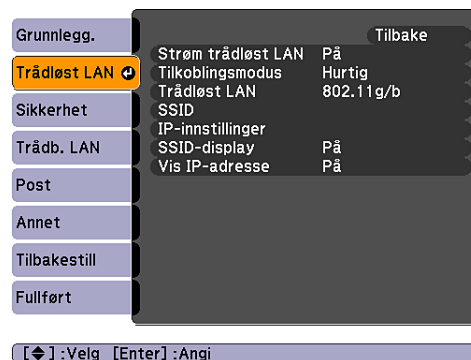 Grunnlegg.
Trådløst LAN
Sikkerhet
Trådb. LAN
Post
Annet
Tilbakestill
Fullført
Tilbake
Strøm trådløst LAN På
Tilkoblingsmodus Hurtig
Trådløst LAN 802.11g/b
SSID
IP-innstillinger
SSID-display På
Vis IP-adresse På
[◆] :Velg [Enter] :Angi